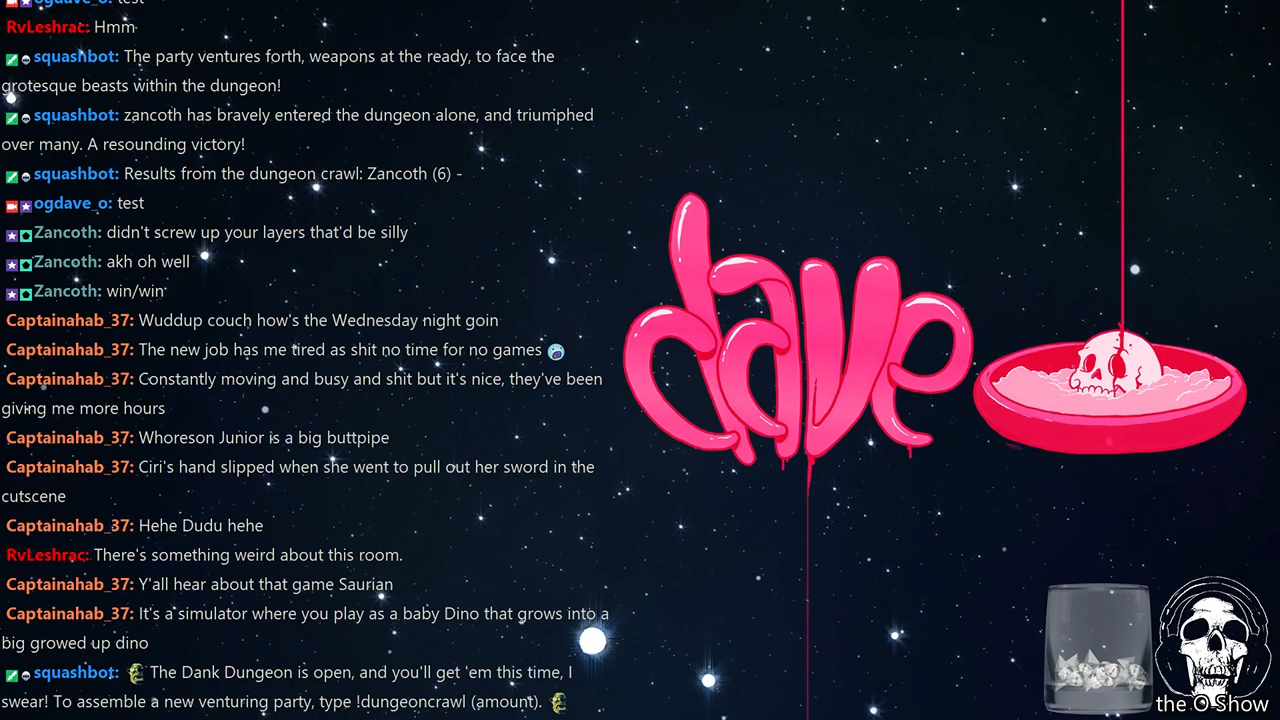 ogdave_o: test
RvLeshrac: Hmm
squashbot: The party ventures forth, weapons at the ready, to face the
grotesque beasts within the dungeon!
squashbot: zancoth has bravely entered the dungeon alone, and triumphed
over many. A resounding victory!
squashbot: Results from the dungeon crawl: Zancoth (6) -
ogdave_o: test
Zancoth: didn't screw up your layers that'd be silly
Zancoth: akh oh well
Zancoth: win/win
Captainahab_37: Wuddup couch how's the Wednesday night goin
Captainahab_37: The new job has me tired as shit no time for no games
Captainahab_37: Constantly moving and busy and shit but it's nice, they've been
giving me more hours
Captainahab_37: Whoreson Junior is a big buttpipe
Captainahab_37: Ciri's hand slipped when she went to pull out her sword in the
cutscene
Captainahab_37: Hehe Dudu hehe
RvLeshrac: There's something weird about this room.
Captainahab_37: Y'all hear about that game Saurian
Captainahab_37: It's a simulator where you play as a baby Dino that grows into a
big growed up dino
squashbot: The Dank Dungeon is open, and you'll get 'em this time, I
swear! To assemble a new venturing party, type !dungeoncrawl (amount).
dave
the O Show